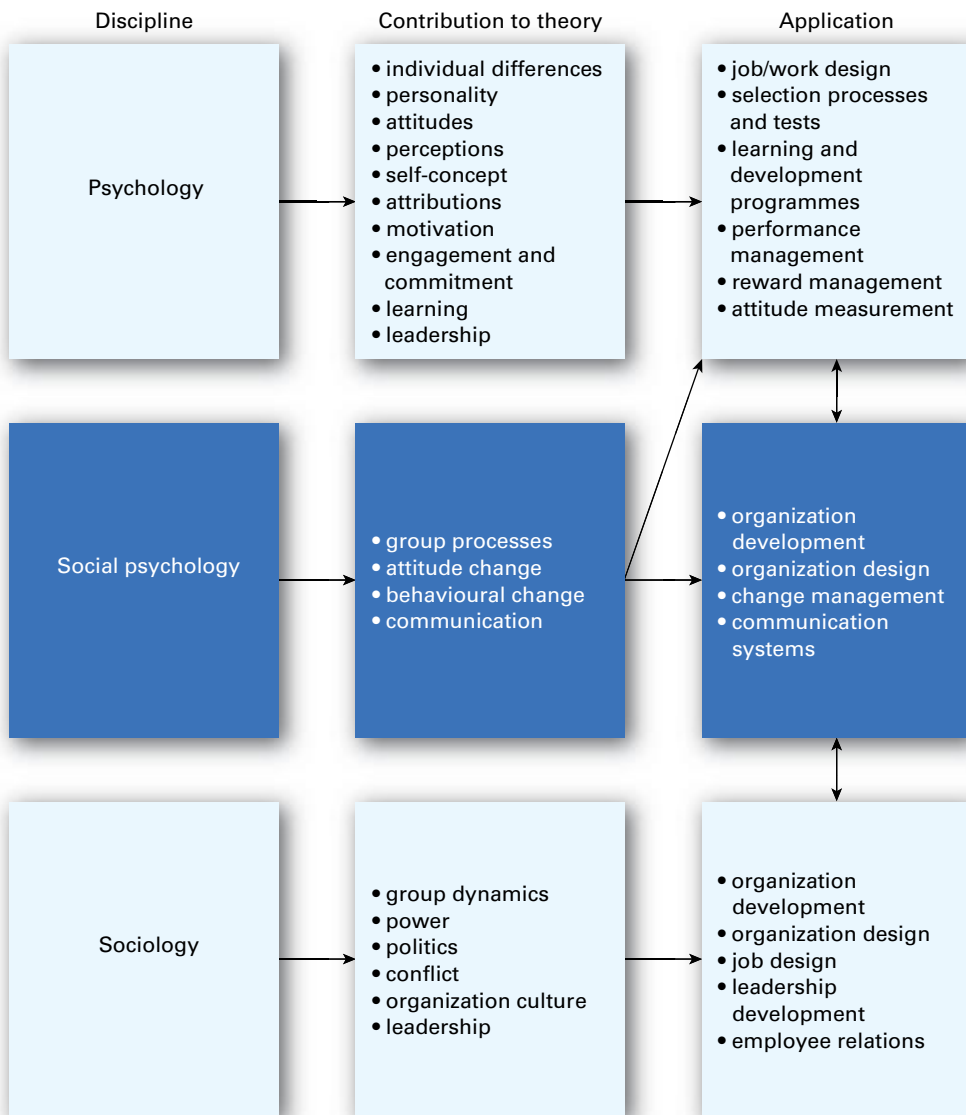 Discipline
Contribution to theory
Application
Psychology
• individual differences
• personality
• attitudes
• perceptions
• self-concept
• attributions
• motivation
• engagement and
commitment
• learning
• leadership
• job/work design
• selection processes
and tests
• learning and
development
programmes
• performance
management
• reward management
• attitude measurement
Social psychology
• group processes
• attitude change
• behavioural change
• communication
• organization
development
• organization design
• change management
• communication
systems
Sociology
• group dynamics
• power
• politics
• conflict
• organization culture
• leadership
• organization
development
• organization design
• job design
• leadership
development
• employee relations